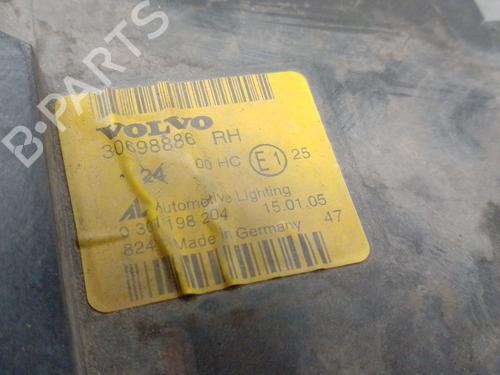 B-PARTS
VOLVO
30698886 RH
24 00 HC E1 25
AL Automotive Lighting
0 301 198 204 15.01.05
824 Made in Germany 47